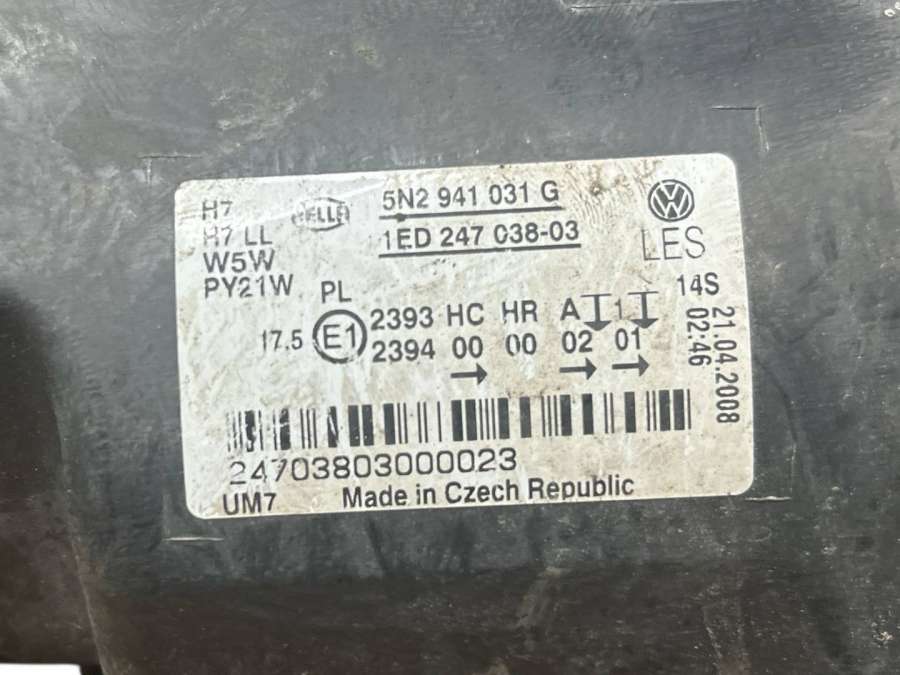 H7
H7 LL
W5W
PY21W
HELLA
5N2 941 031 G
1ED 247 038-03
LES
14S
PL
17.5 E1
2393 HC HR A 1
2394 00 00 02 01
21.04.2008
02:46
24703803000023
UM7 Made in Czech Republic